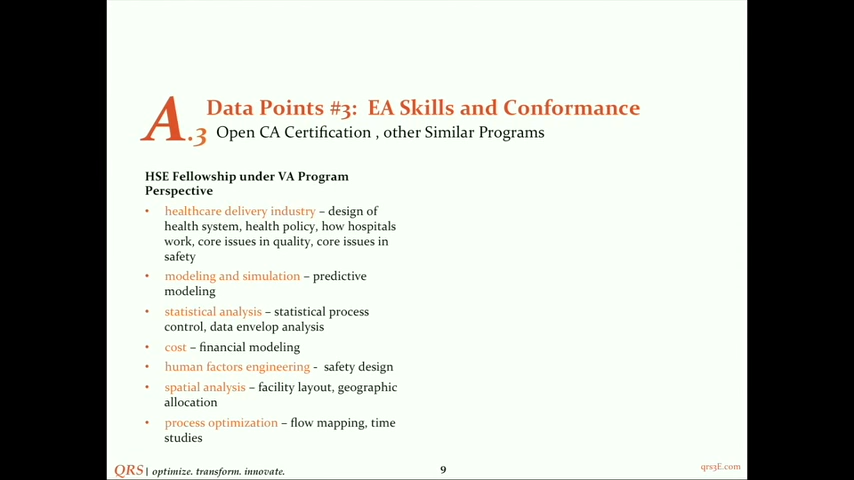 A.3
Data Points #3: EA Skills and Conformance
Open CA Certification , other Similar Programs
HSE Fellowship under VA Program
Perspective
• healthcare delivery industry – design of
health system, health policy, how hospitals
work, core issues in quality, core issues in
safety
• modeling and simulation – predictive
modeling
• statistical analysis – statistical process
control, data envelop analysis
• cost – financial modeling
• human factors engineering - safety design
• spatial analysis – facility layout, geographic
allocation
• process optimization – flow mapping, time
studies
QRS | optimize. transform. innovate.
9
qrs3E.com